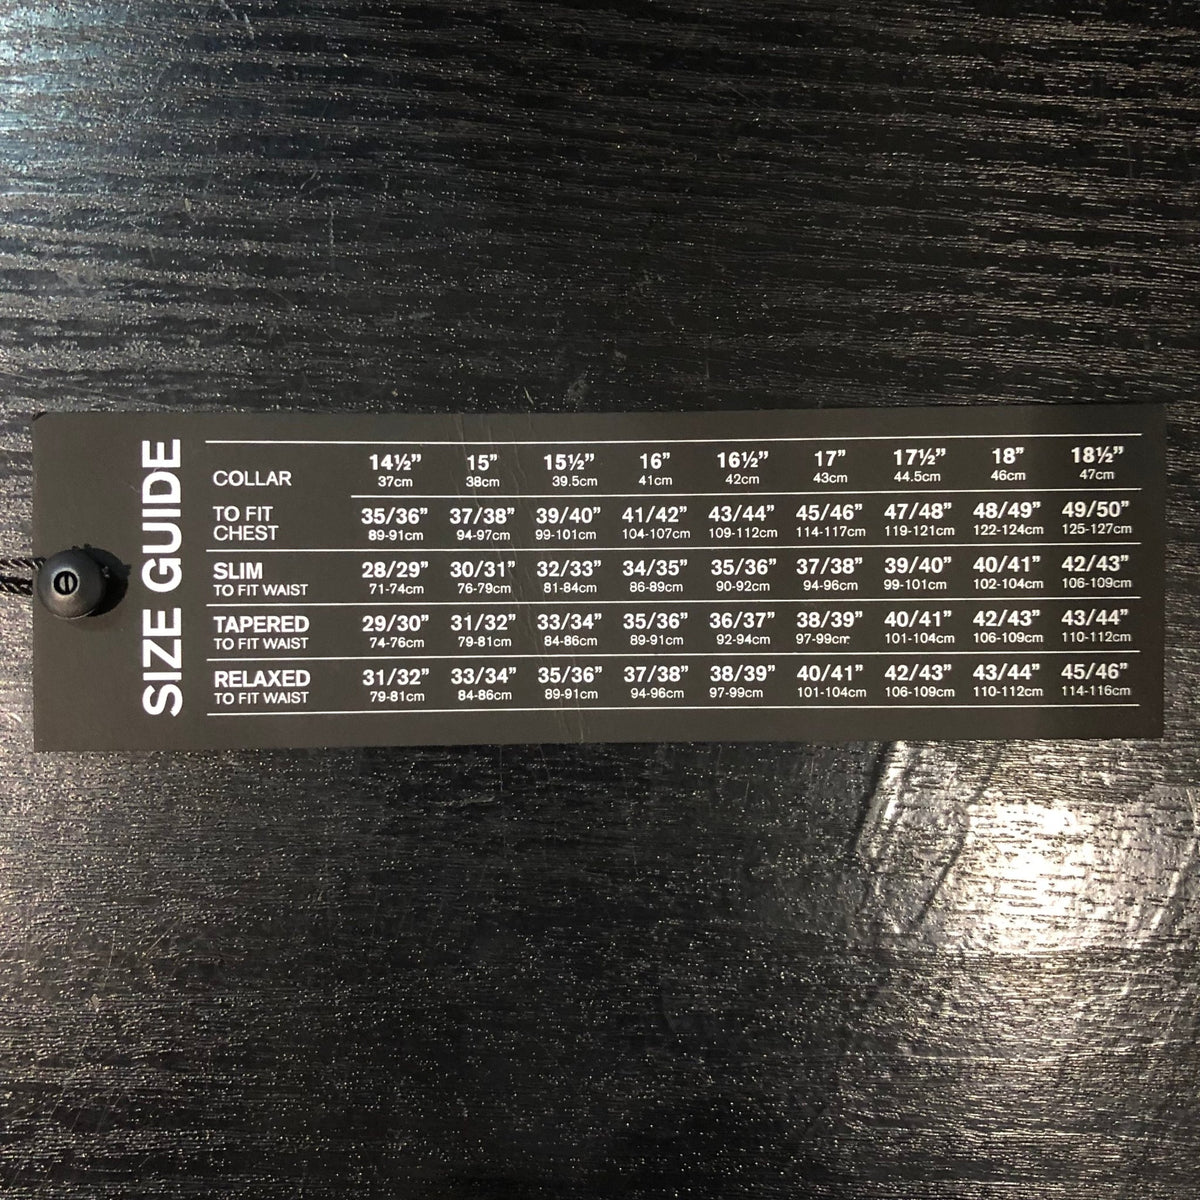 SIZE GUIDE
COLLAR 14½” 15” 15½” 16” 16½” 17” 17½” 18” 18½”
37cm 38cm 39.5cm 41cm 42cm 43cm 44.5cm 46cm 47cm
TO FIT CHEST 35/36” 37/38” 39/40” 41/42” 43/44” 45/46” 47/48” 48/49” 49/50”
89-91cm 94-97cm 99-101cm 104-107cm 109-112cm 114-117cm 119-121cm 122-124cm 125-127cm
SLIM 28/29” 30/31” 32/33” 34/35” 35/36” 37/38” 39/40” 40/41” 42/43”
TO FIT WAIST 71-74cm 76-79cm 81-84cm 86-89cm 90-92cm 94-96cm 99-101cm 102-104cm 106-109cm
TAPERED 29/30” 31/32” 33/34” 35/36” 36/37” 38/39” 40/41” 42/43” 43/44”
TO FIT WAIST 74-76cm 79-81cm 84-86cm 89-91cm 92-94cm 97-99cm 101-104cm 106-109cm 110-112cm
RELAXED 31/32” 33/34” 35/36” 37/38” 38/39” 40/41” 42/43” 43/44” 45/46”
TO FIT WAIST 79-81cm 84-86cm 89-91cm 94-96cm 97-99cm 101-104cm 106-109cm 110-112cm 114-116cm